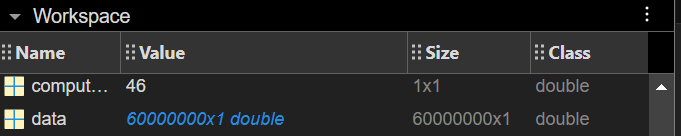 Workspace
Name Value Size Class
comput... 46 1x1 double
data 60000000x1 double 60000000x1 double